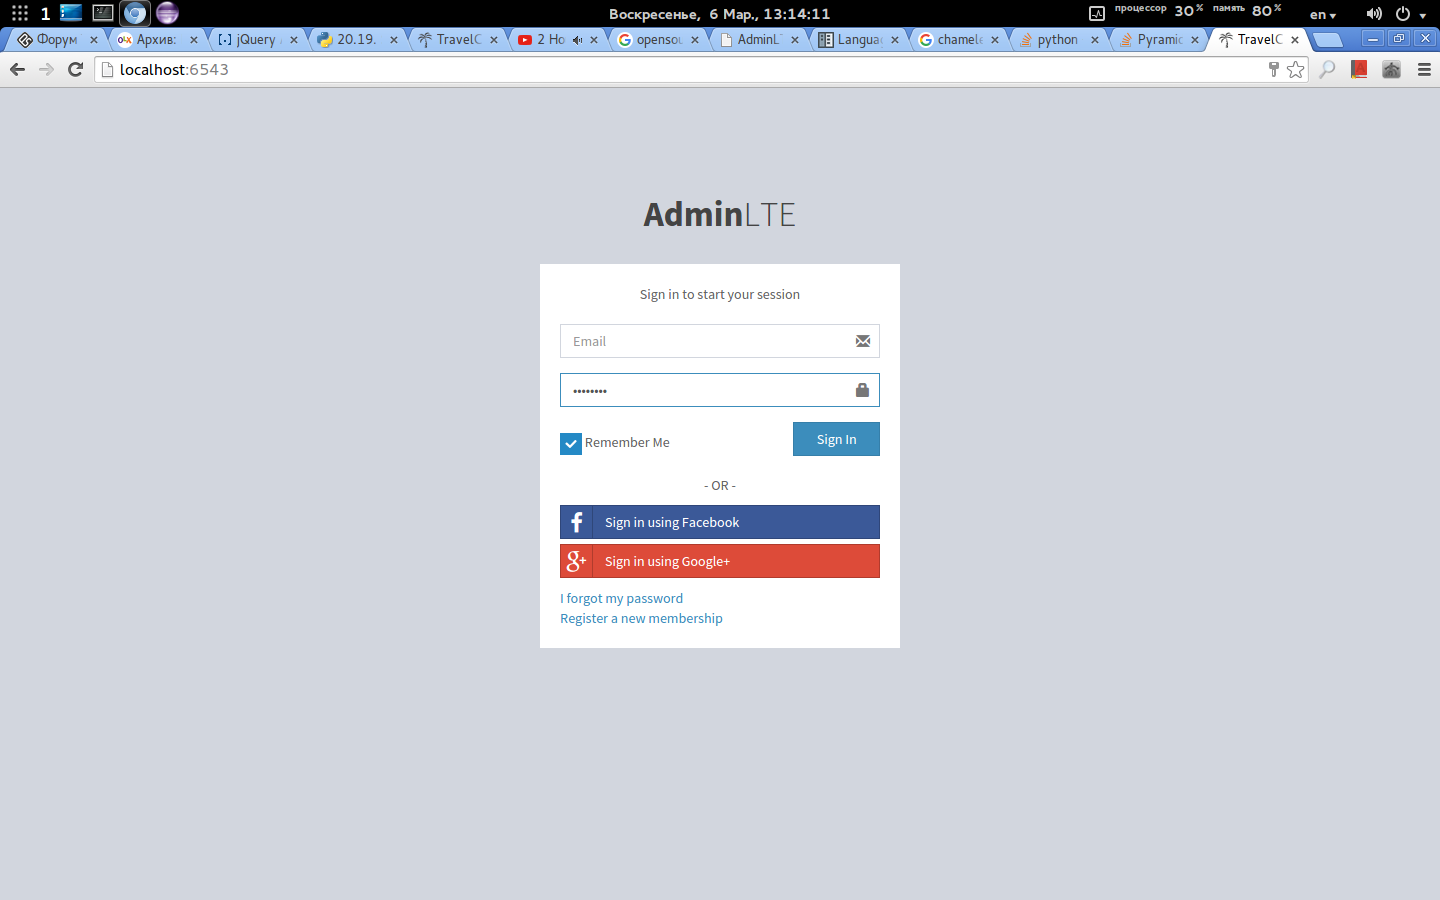 1 Воскресенье, 6 Мар., 13:14:11 процессор 30% память 80% en
Форум Архив: [.] jQuery 20.19. TravelC 2 Но opensou AdminL Langua chamele python Pyramid TravelC
localhost:6543
AdminLTE
Sign in to start your session
Email
••••••••
Remember Me Sign In
- OR -
f Sign in using Facebook
g+ Sign in using Google+
I forgot my password
Register a new membership